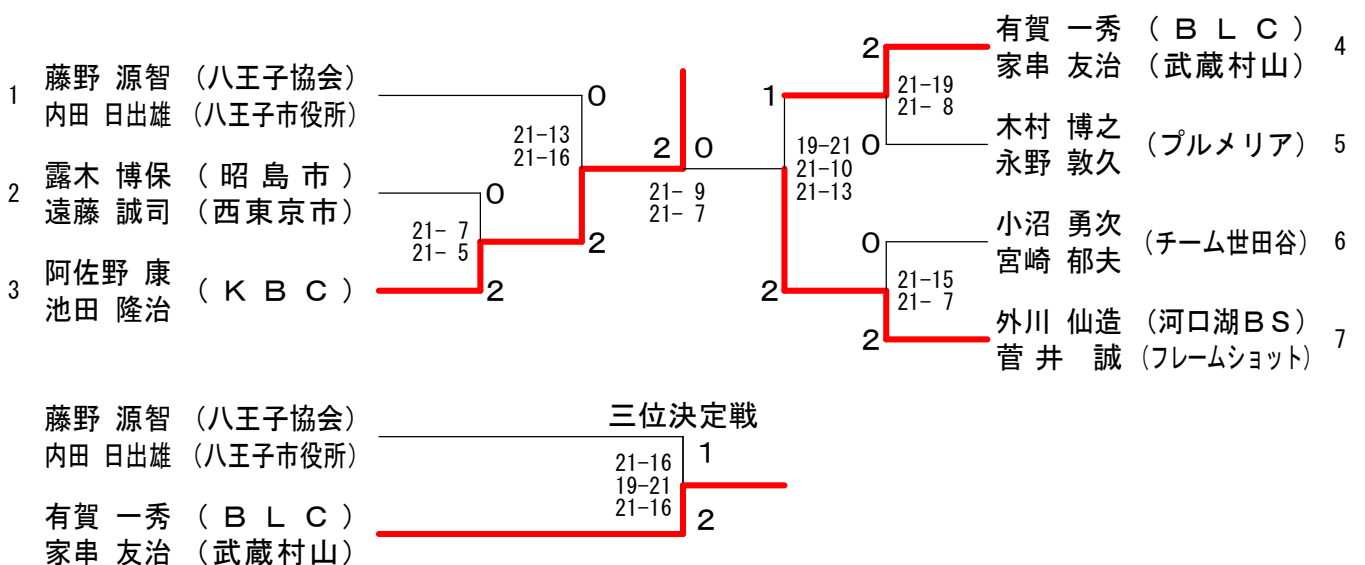 1 藤野 源智 (八王子協会)
内田 日出雄 (八王子市役所)
2 露木 博保 (昭島市)
遠藤 誠司 (西東京市)
3 阿佐野 康 (KBC)
池田 隆治
0
21-13
21-16
0
21- 7
21- 5
2
2
2 0
21- 9
21- 7
有賀 一秀 (BLC) 4
家串 友治 (武蔵村山)
木村 博之 (プルメリア) 5
永野 敦久
小沼 勇次 (チーム世田谷) 6
宮崎 郁夫
外川 仙造 (河口湖BS) 7
菅井 誠 (フレームショット)
2
21-19
21- 8
0
1
19-21
21-10
21-13
2
0
21-15
21- 7
2
三位決定戦
藤野 源智 (八王子協会)
内田 日出雄 (八王子市役所)
有賀 一秀 (BLC)
家串 友治 (武蔵村山)
1
21-16
19-21
21-16
2